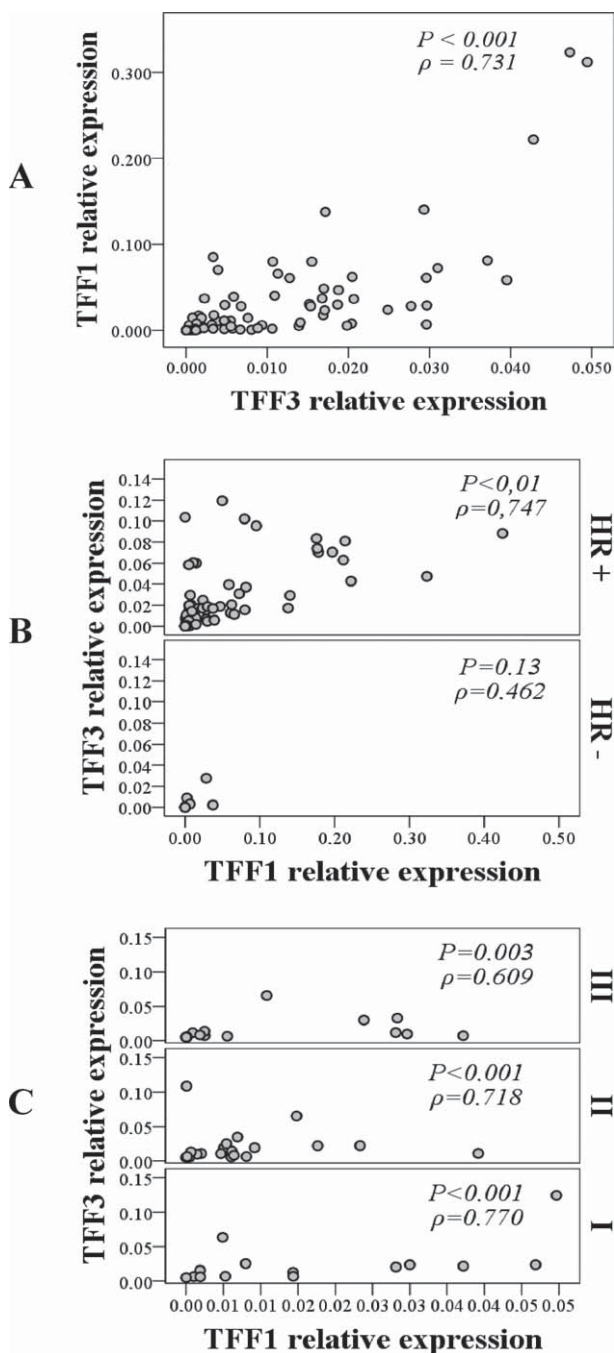 A
TFF1 relative expression
P < 0.001
ρ = 0.731
0.300
0.200
0.100
0.000
0.000 0.010 0.020 0.030 0.040 0.050
TFF3 relative expression
B
TFF3 relative expression
P<0,01
ρ=0,747
HR +
0.14
0.12
0.10
0.08
0.06
0.04
0.02
0.00
TFF3 relative expression
P=0.13
ρ=0.462
HR -
0.14
0.12
0.10
0.08
0.06
0.04
0.02
0.00
0.00 0.10 0.20 0.30 0.40 0.50
TFF1 relative expression
C
TFF3 relative expression
P=0.003
ρ=0.609
III
0.15
0.10
0.05
0.00
P<0.001
ρ=0.718
II
0.15
0.10
0.05
0.00
TFF3 relative expression
P<0.001
ρ=0.770
I
0.15
0.10
0.05
0.00
0.00 0.01 0.01 0.02 0.02 0.03 0.03 0.04 0.04 0.05 0.05
TFF1 relative expression